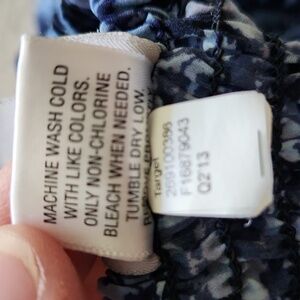 MACHINE WASH COLD
WITH LIKE COLORS.
ONLY NON-CHLORINE
BLEACH WHEN NEEDED.
TUMBLE DRY LOW.
Target
269100386
F16879043
Q2'13